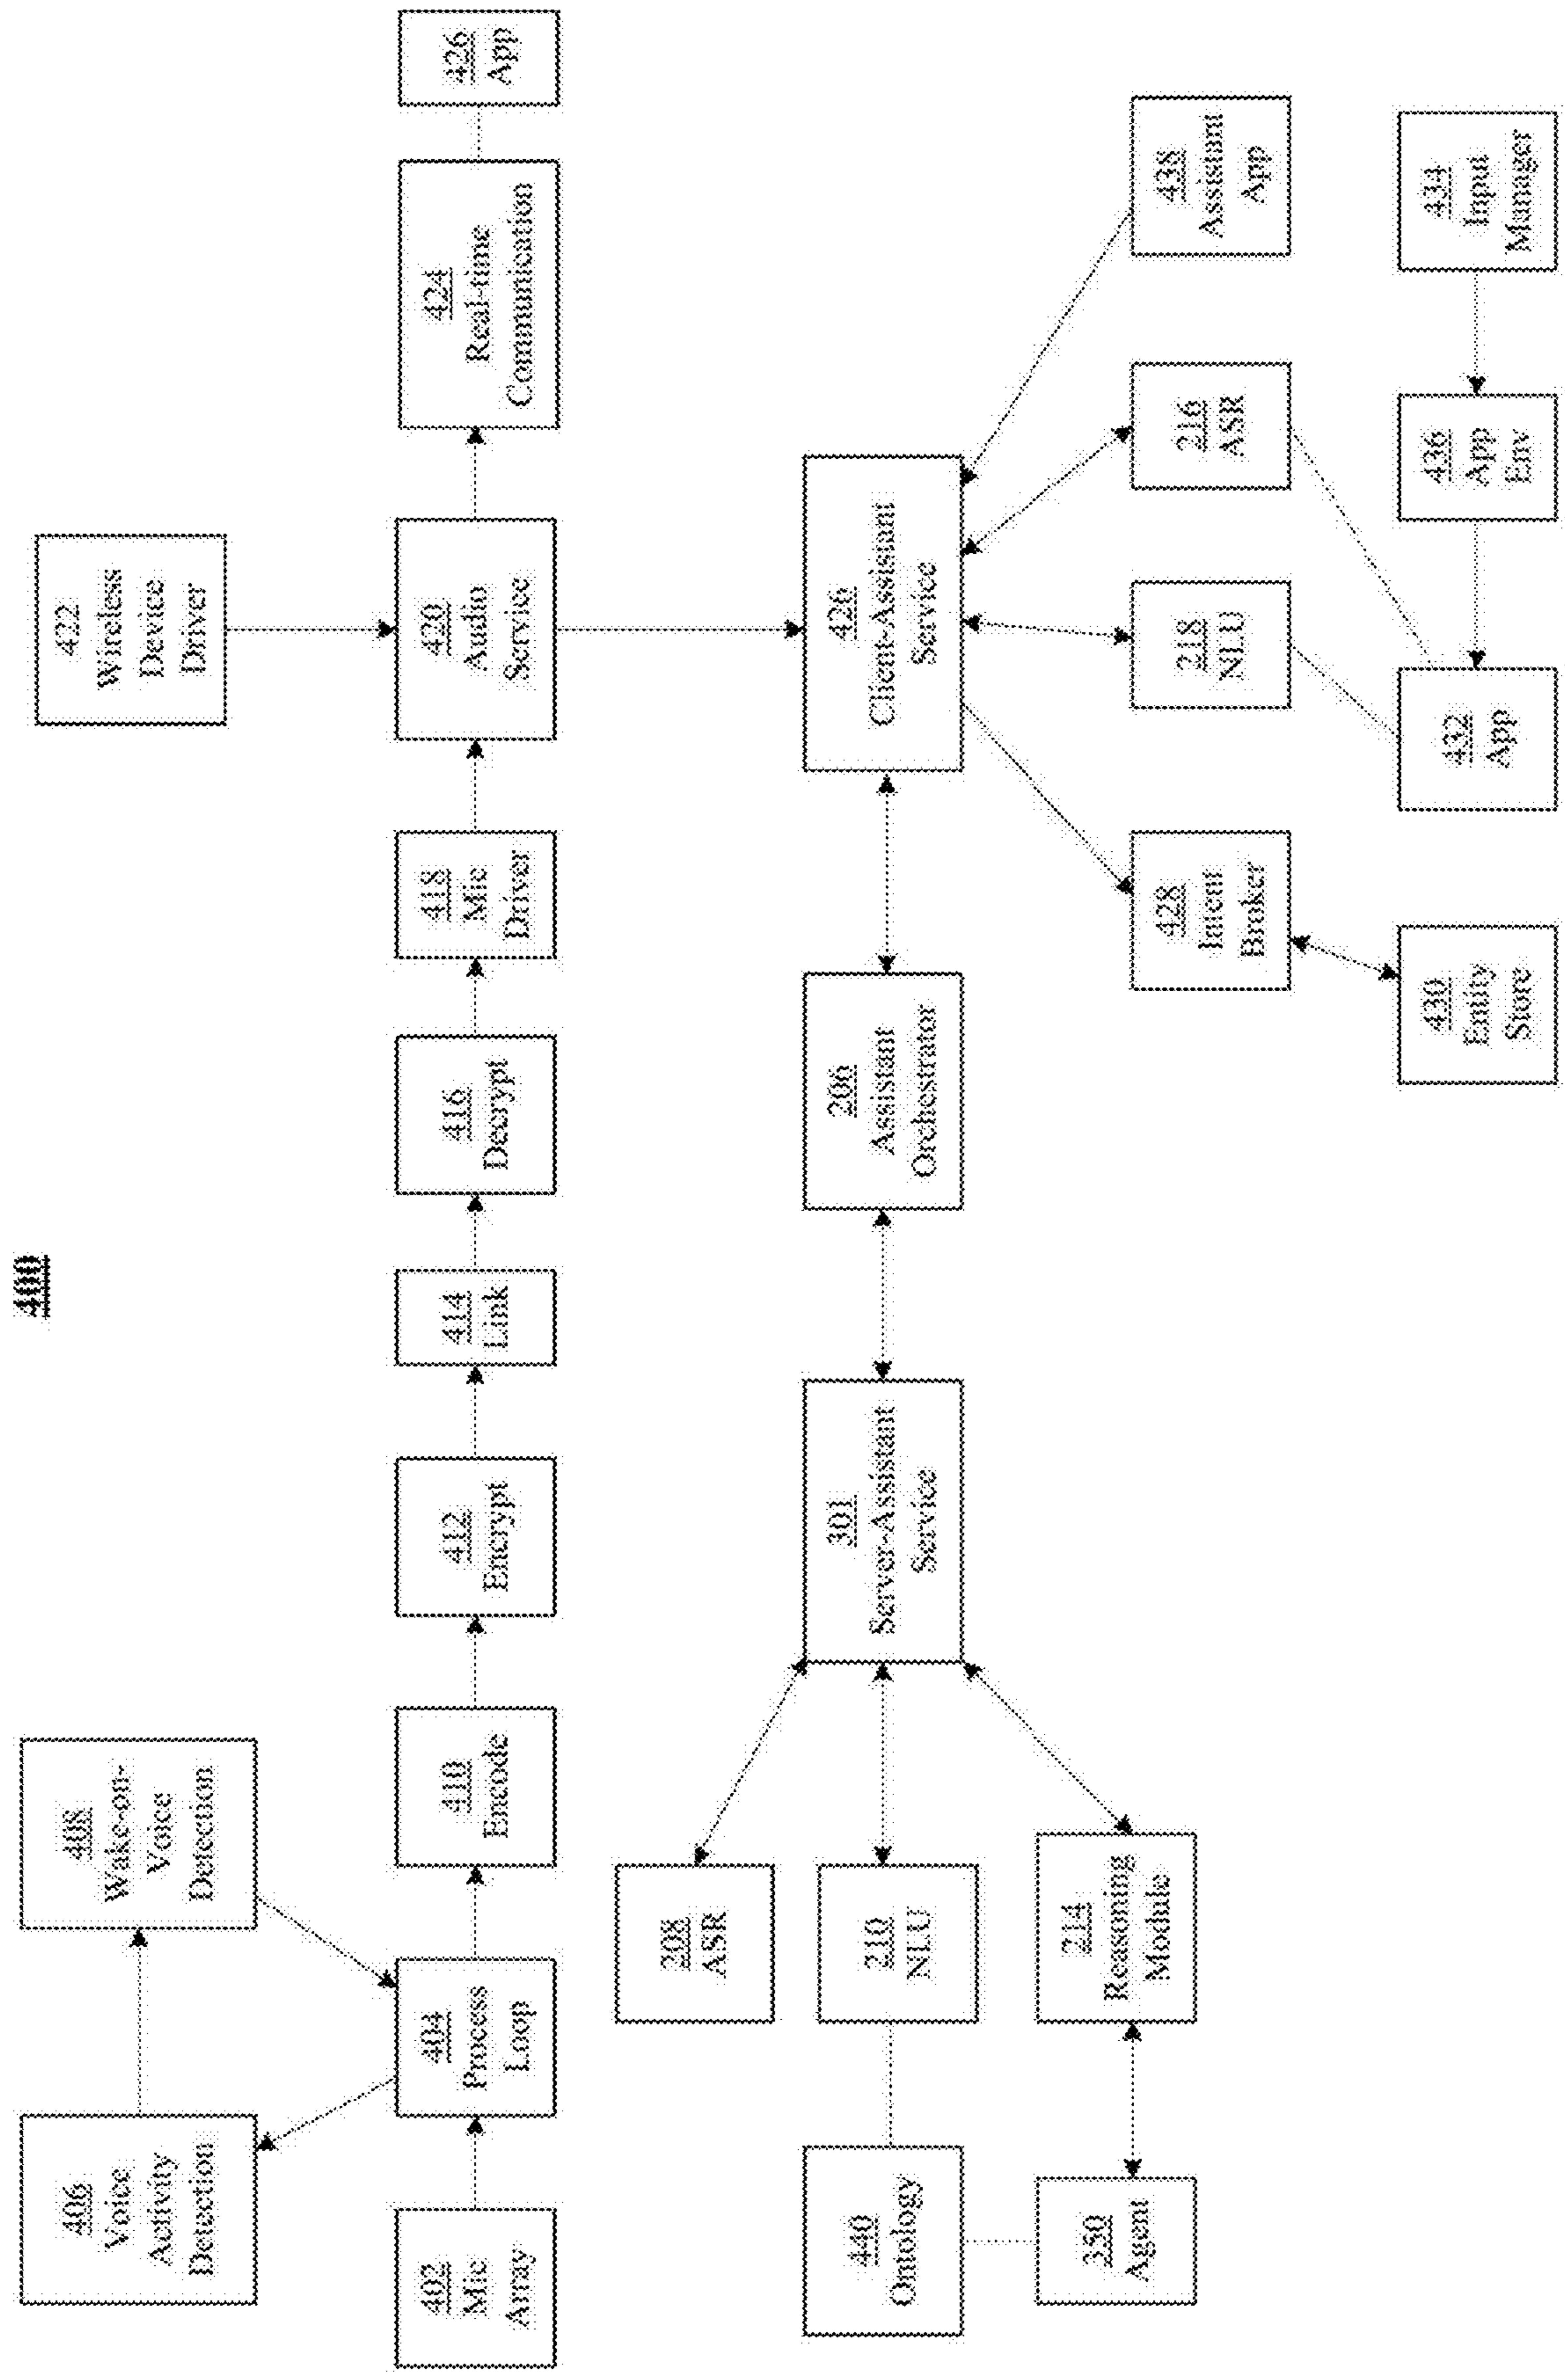 400
406
Voice
Activity
Detection
408
Wake-on-
Voice
Detection
422
Wireless
Device
Driver
402
Mic
Array
404
Process
Loop
410
Encode
412
Encrypt
414
Link
416
Decrypt
418
Mic
Driver
420
Audio
Service
424
Real-time
Communication
426
App
208
ASR
440
Ontology
210
NLU
301
Server-Assistant
Service
206
Assistant
Orchestrator
426
Client-Assistant
Service
350
Agent
214
Reasoning
Module
428
Intent
Broker
218
NLU
216
ASR
438
Assistant
App
430
Entity
Store
432
App
436
App
Env
434
Input
Manager